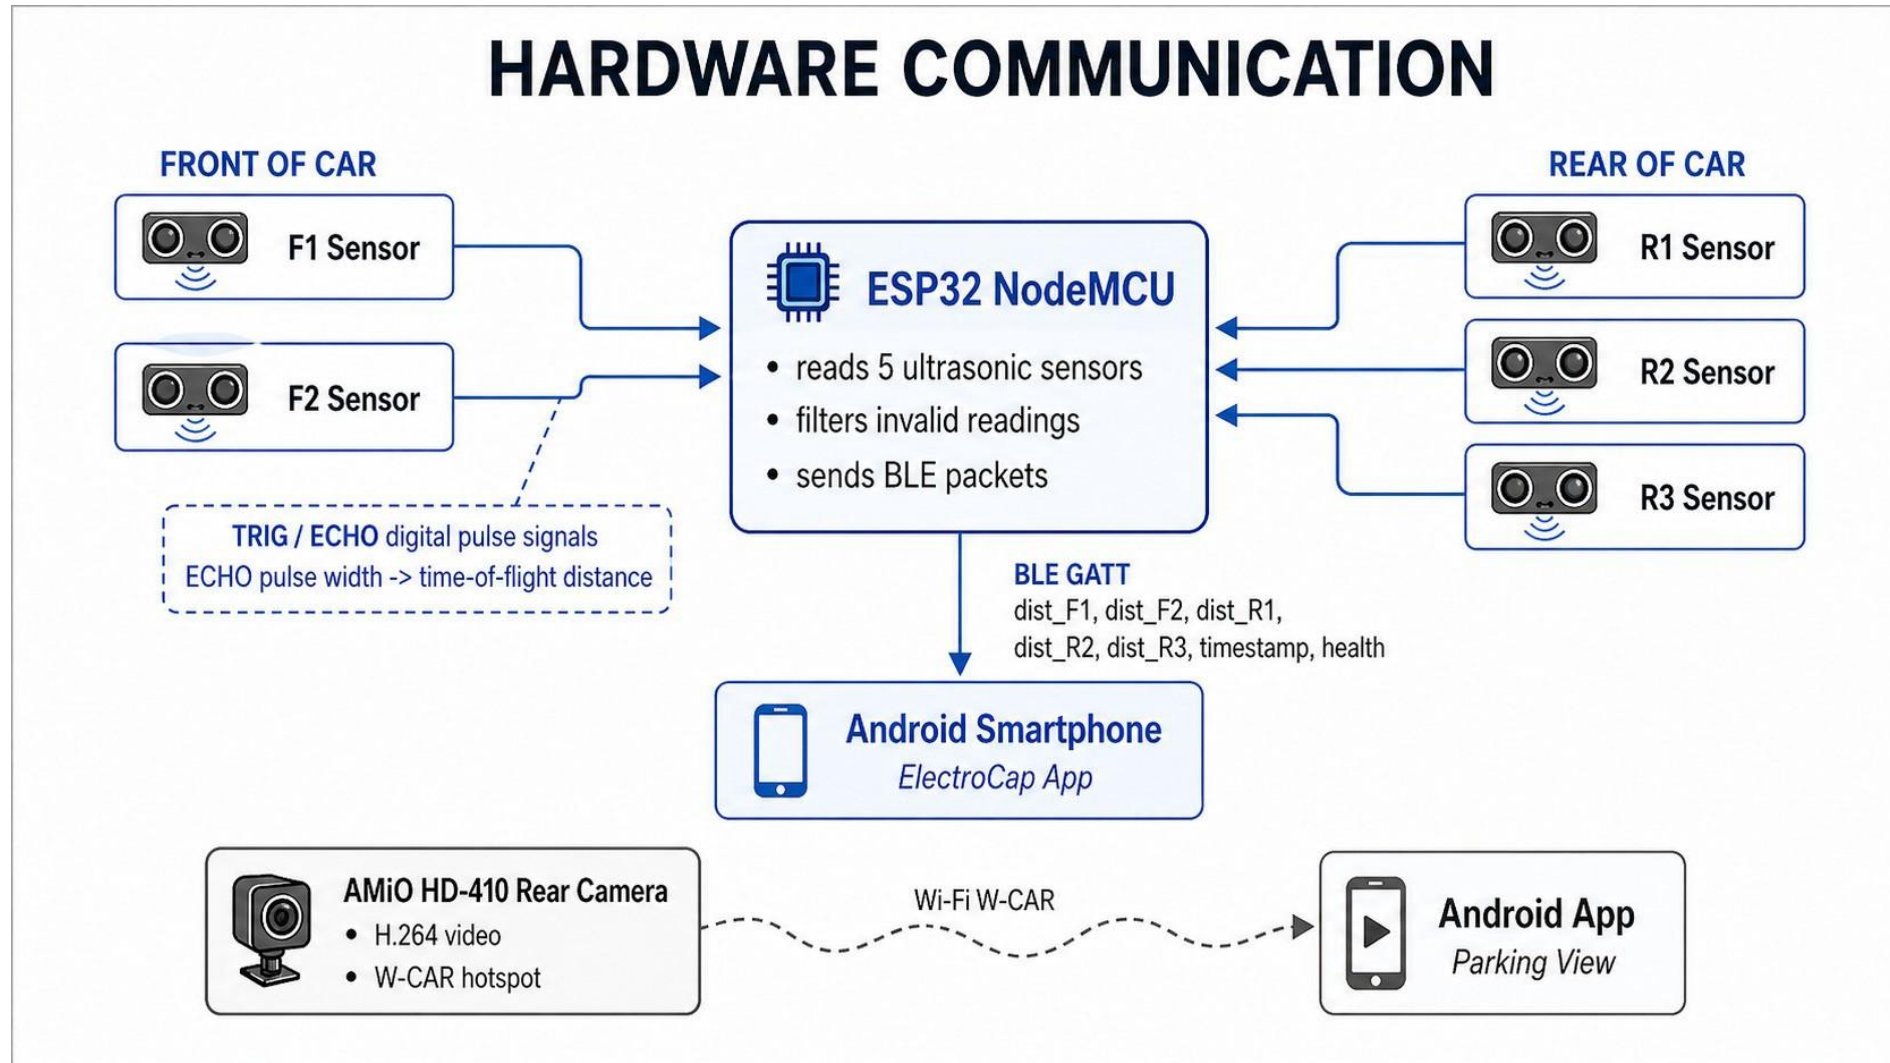 HARDWARE COMMUNICATION
FRONT OF CAR
F1 Sensor
F2 Sensor
TRIG / ECHO digital pulse signals
ECHO pulse width -> time-of-flight distance
ESP32 NodeMCU
• reads 5 ultrasonic sensors
• filters invalid readings
• sends BLE packets
REAR OF CAR
R1 Sensor
R2 Sensor
R3 Sensor
BLE GATT
dist_F1, dist_F2, dist_R1,
dist_R2, dist_R3, timestamp, health
Android Smartphone
ElectroCap App
AMiO HD-410 Rear Camera
• H.264 video
• W-CAR hotspot
Wi-Fi W-CAR
Android App
Parking View